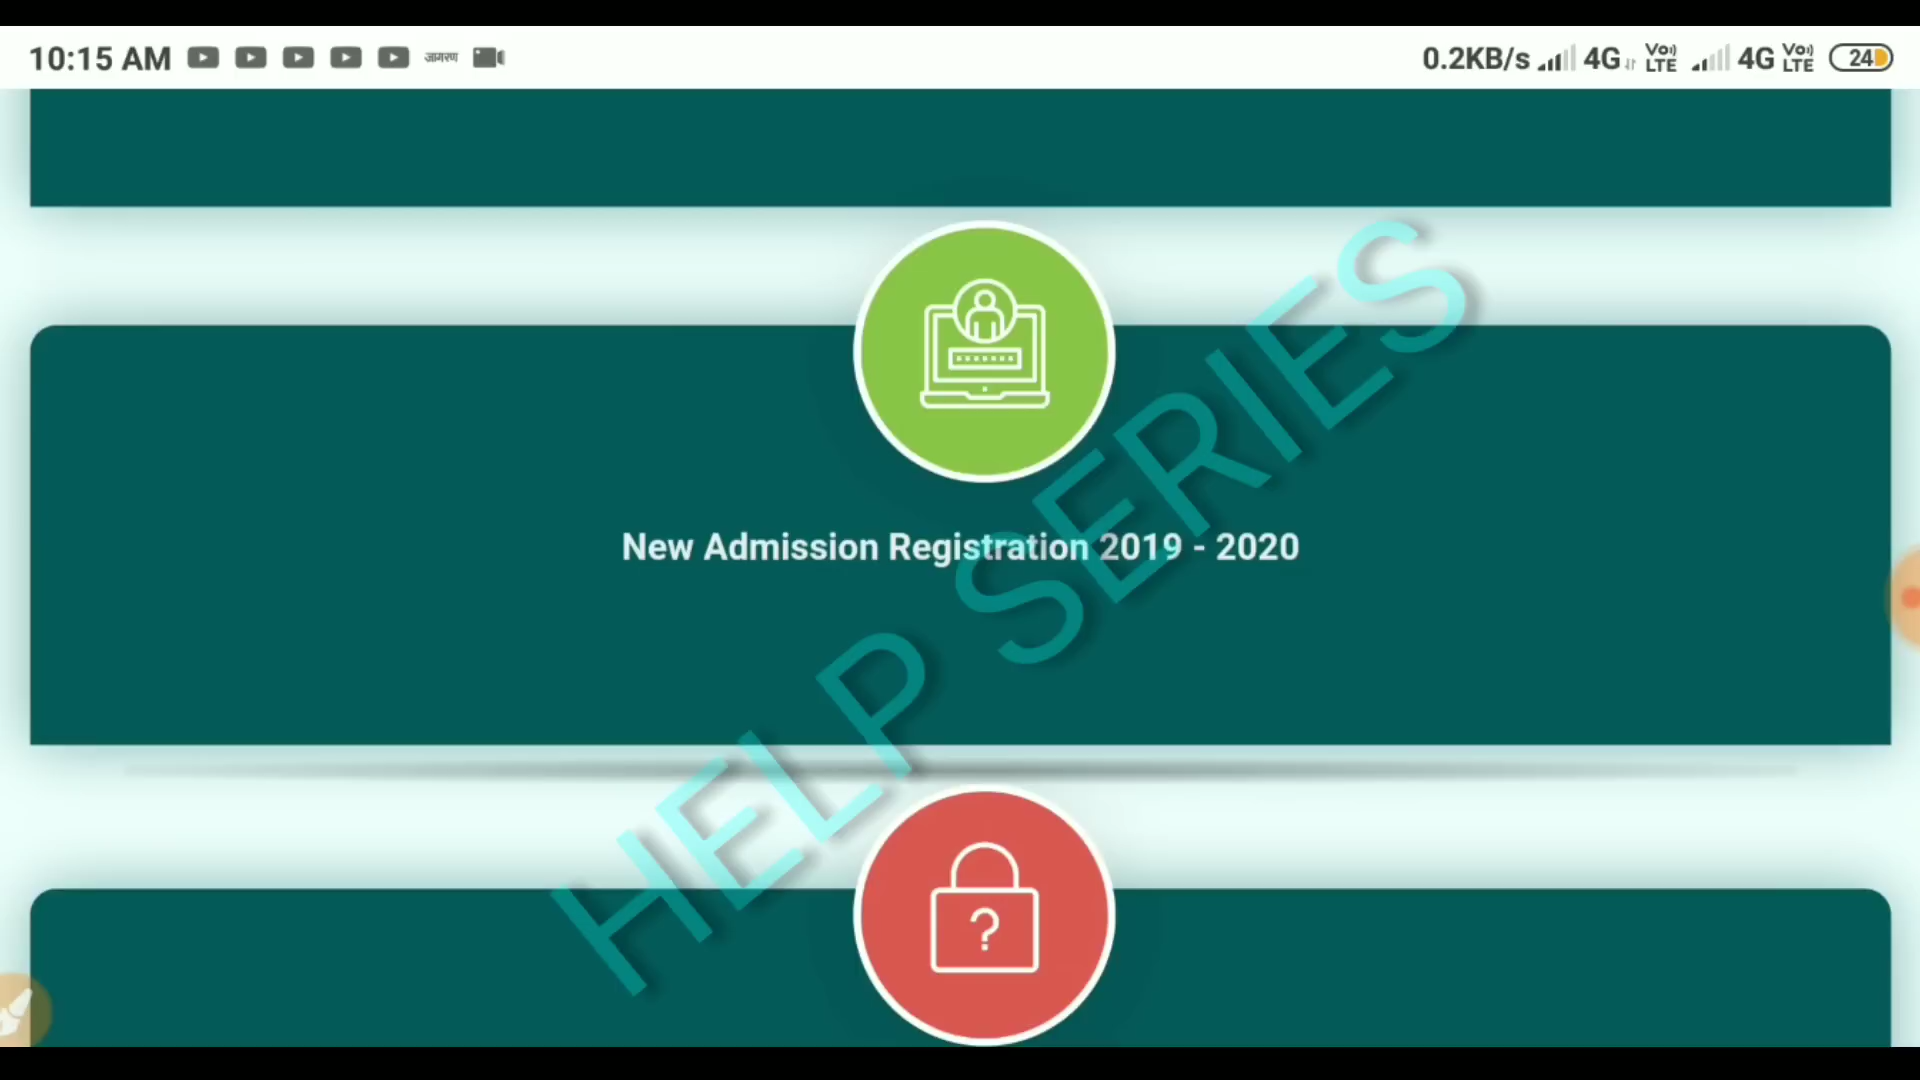 10:15 AM जागरण 0.2KB/s 4G Vo) LTE 4G Vo) LTE 24
New Admission Registration 2019 - 2020
HELP SERIES
?